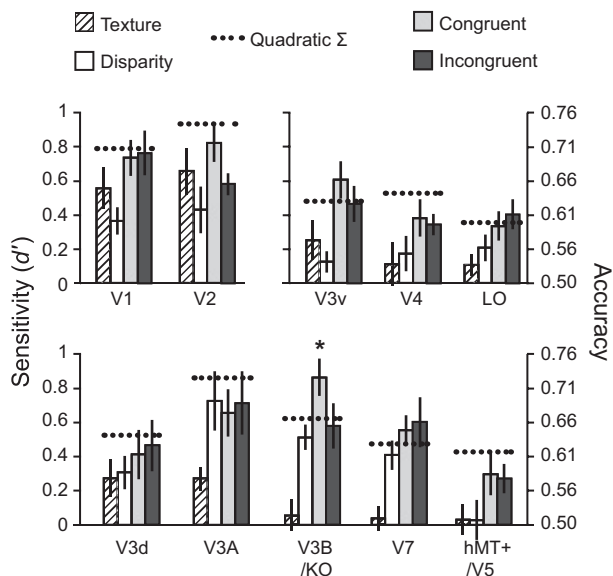 Texture
Disparity
Quadratic Σ
Congruent
Incongruent
Sensitivity (d′)
Accuracy
1
0.8
0.6
0.4
0.2
0
0.76
0.71
0.66
0.61
0.56
0.50
V1 V2 V3v V4 LO
1
0.8
0.6
0.4
0.2
0
*
0.76
0.71
0.66
0.61
0.56
0.50
V3d V3A V3B V7 hMT+
/KO /V5